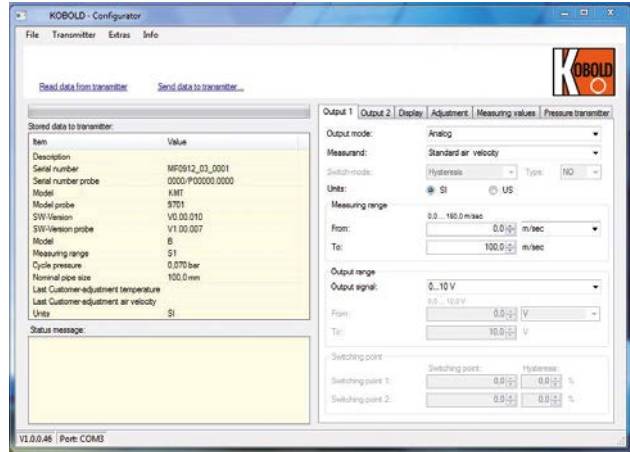 KOBOLD - Configurator
File Transmitter Extras Info
KOBOLD
Read data from transmitter Send data to transmitter...
Stored data to transmitter:
Item Value
Description
Serial number MF0912_03_0001
Serial number probe 0000/P00000.0000
Model KMT
Model probe 9701
SW-Version V0.00.010
SW-Version probe V1.00.007
Model B
Measuring range S1
Cycle pressure 0,070 bar
Nominal pipe size 100,0 mm
Last Customer-adjustment temperature
Last Customer-adjustment air velocity
Units SI
Status message:
Output 1 Output 2 Display Adjustment Measuring values Pressure transmitter
Output mode: Analog
Measurand: Standard air velocity
Switch-mode: Hysteresis Type: NO
Units: SI US
Measuring range
0,0 ... 160,0 m/sec
From: 0,0 m/sec
To: 100,0 m/sec
Output range
Output signal: 0...10 V
0,0 ... 10,0 V
From: 0,0 V
To: 10,0 V
Switching point
Switching point: Hysteresis:
Switching point 1: 0,0 0,0 %
Switching point 2: 0,0 0,0 %
V1.0.0.46 Port: COM3